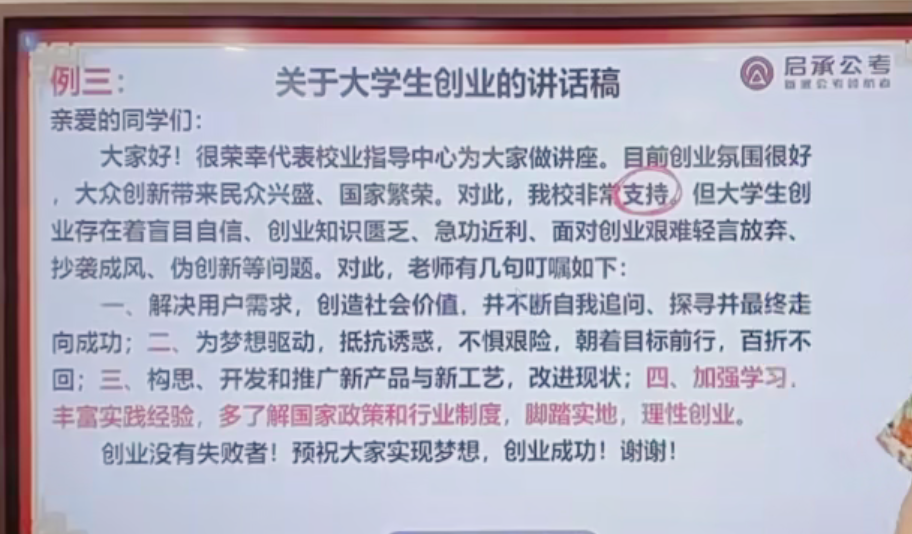 例三：
关于大学生创业的讲话稿
启承公考
亲爱的同学们：
大家好！很荣幸代表校业指导中心为大家做讲座。目前创业氛围很好
，大众创新带来民众兴盛、国家繁荣。对此，我校非常支持。但大学生创
业存在着盲目自信、创业知识匮乏、急功近利、面对创业艰难轻言放弃、
抄袭成风、伪创新等问题。对此，老师有几句叮嘱如下：
一、解决用户需求，创造社会价值，并不断自我追问、探寻并最终走
向成功；二、为梦想驱动，抵抗诱惑，不惧艰险，朝着目标前行，百折不
回；三、构思、开发和推广新产品与新工艺，改进现状；四、加强学习，
丰富实践经验，多了解国家政策和行业制度，脚踏实地，理性创业。
创业没有失败者！预祝大家实现梦想，创业成功！谢谢！